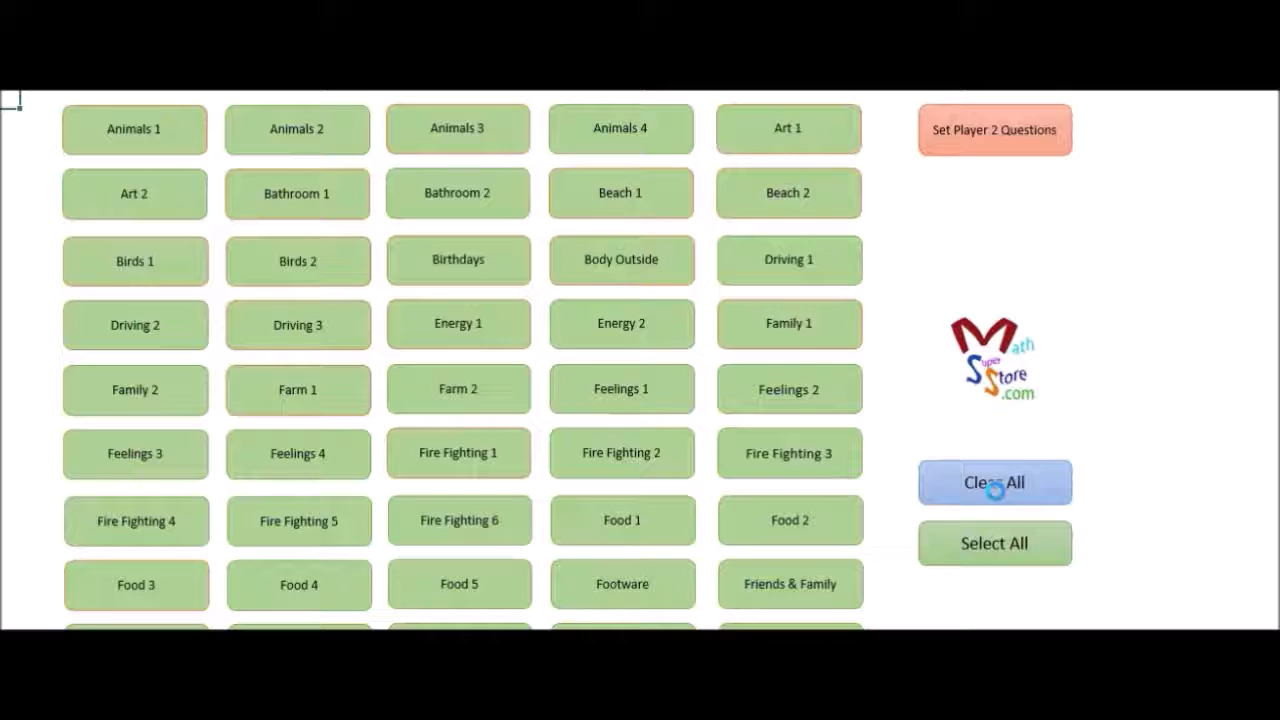 Animals 1
Animals 2
Animals 3
Animals 4
Art 1
Set Player 2 Questions
Art 2
Bathroom 1
Bathroom 2
Beach 1
Beach 2
Birds 1
Birds 2
Birthdays
Body Outside
Driving 1
Driving 2
Driving 3
Energy 1
Energy 2
Family 1
Math
Super
Store
.com
Family 2
Farm 1
Farm 2
Feelings 1
Feelings 2
Feelings 3
Feelings 4
Fire Fighting 1
Fire Fighting 2
Fire Fighting 3
Clear All
Fire Fighting 4
Fire Fighting 5
Fire Fighting 6
Food 1
Food 2
Select All
Food 3
Food 4
Food 5
Footware
Friends & Family